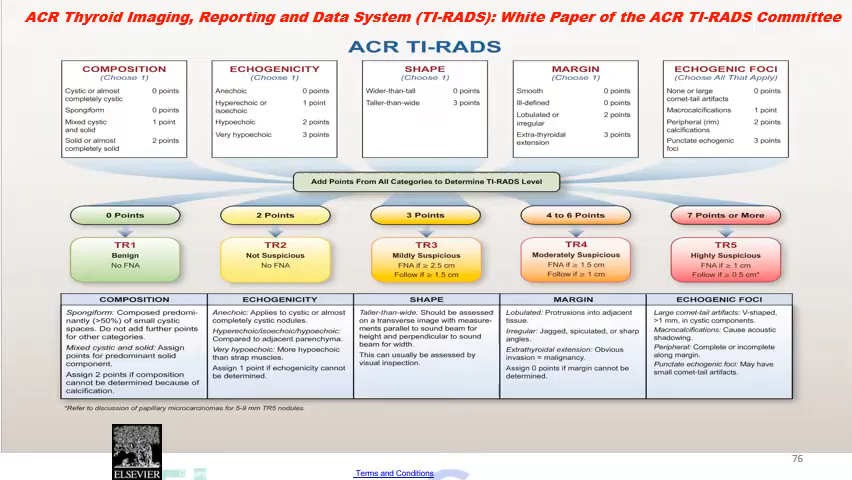 ACR Thyroid Imaging, Reporting and Data System (TI-RADS): White Paper of the ACR TI-RADS Committee
ACR TI-RADS
COMPOSITION
(Choose 1)
Cystic or almost completely cystic 0 points
Spongiform 0 points
Mixed cystic and solid 1 point
Solid or almost completely solid 2 points
ECHOGENICITY
(Choose 1)
Anechoic 0 points
Hyperechoic or isoechoic 1 point
Hypoechoic 2 points
Very hypoechoic 3 points
SHAPE
(Choose 1)
Wider-than-tall 0 points
Taller-than-wide 3 points
MARGIN
(Choose 1)
Smooth 0 points
Ill-defined 0 points
Lobulated or irregular 2 points
Extra-thyroidal extension 3 points
ECHOGENIC FOCI
(Choose All That Apply)
None or large comet-tail artifacts 0 points
Macrocalcifications 1 point
Peripheral (rim) calcifications 2 points
Punctate echogenic foci 3 points
Add Points From All Categories to Determine TI-RADS Level
0 Points
2 Points
3 Points
4 to 6 Points
7 Points or More
TR1
Benign
No FNA
TR2
Not Suspicious
No FNA
TR3
Mildly Suspicious
FNA if ≥ 2.5 cm
Follow if ≥ 1.5 cm
TR4
Moderately Suspicious
FNA if ≥ 1.5 cm
Follow if ≥ 1 cm
TR5
Highly Suspicious
FNA if ≥ 1 cm
Follow if ≥ 0.5 cm*
COMPOSITION
Spongiform: Composed predomi-
nantly (>50%) of small cystic
spaces. Do not add further points
for other categories.
Mixed cystic and solid: Assign
points for predominant solid
component.
Assign 2 points if composition
cannot be determined because of
calcification.
ECHOGENICITY
Anechoic: Applies to cystic or almost
completely cystic nodules.
Hyperechoic/isoechoic/hypoechoic:
Compared to adjacent parenchyma.
Very hypoechoic: More hypoechoic
than strap muscles.
Assign 1 point if echogenicity cannot
be determined.
SHAPE
Taller-than-wide: Should be assessed
on a transverse image with measure-
ments parallel to sound beam for
height and perpendicular to sound
beam for width.
This can usually be assessed by
visual inspection.
MARGIN
Lobulated: Protrusions into adjacent
tissue.
Irregular: Jagged, spiculated, or sharp
angles.
Extrathyroidal extension: Obvious
invasion = malignancy.
Assign 0 points if margin cannot be
determined.
ECHOGENIC FOCI
Large comet-tail artifacts: V-shaped,
>1 mm, in cystic components.
Macrocalcifications: Cause acoustic
shadowing.
Peripheral: Complete or incomplete
along margin.
Punctate echogenic foci: May have
small comet-tail artifacts.
*Refer to discussion of papillary microcarcinomas for 5-9 mm TR5 nodules.
76
ELSEVIER
Terms and Conditions